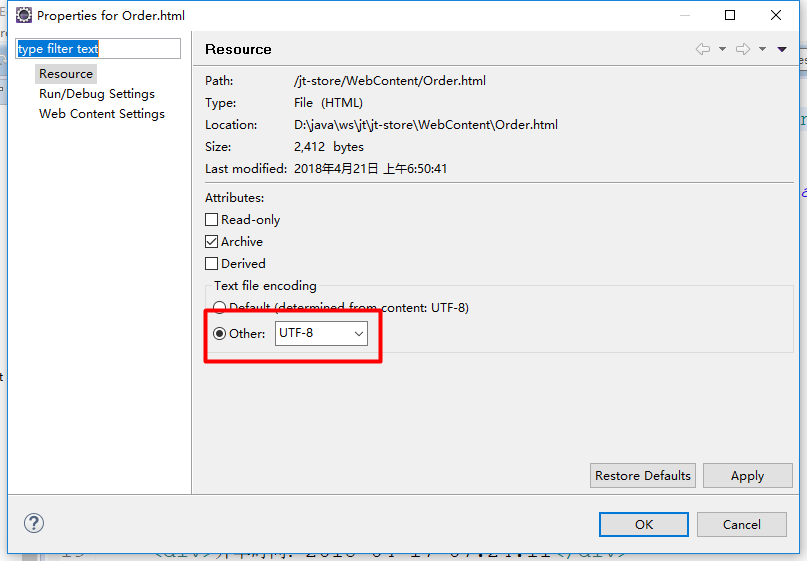 Properties for Order.html
type filter text
Resource
Run/Debug Settings
Web Content Settings
Resource
Path: /jt-store/WebContent/Order.html
Type: File (HTML)
Location: D:\java\ws\jt\jt-store\WebContent\Order.html
Size: 2,412 bytes
Last modified: 2018年4月21日 上午6:50:41
Attributes:
Read-only
Archive
Derived
Text file encoding
Default (determined from content: UTF-8)
Other: UTF-8
Restore Defaults Apply
OK Cancel